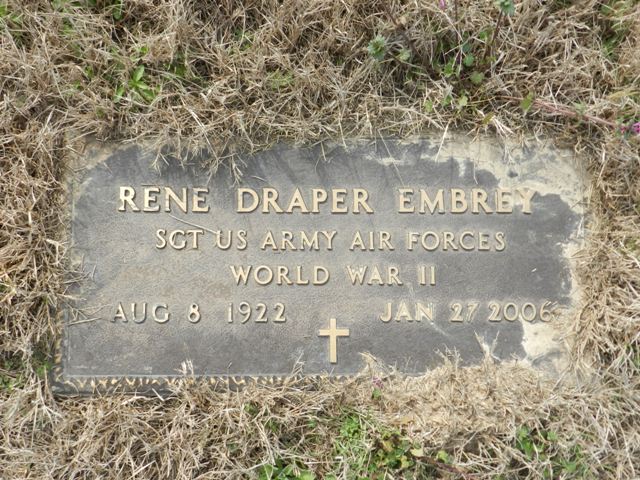 RENE DRAPER EMBREY
SGT US ARMY AIR FORCES
WORLD WAR II
AUG 8 1922 JAN 27 2006